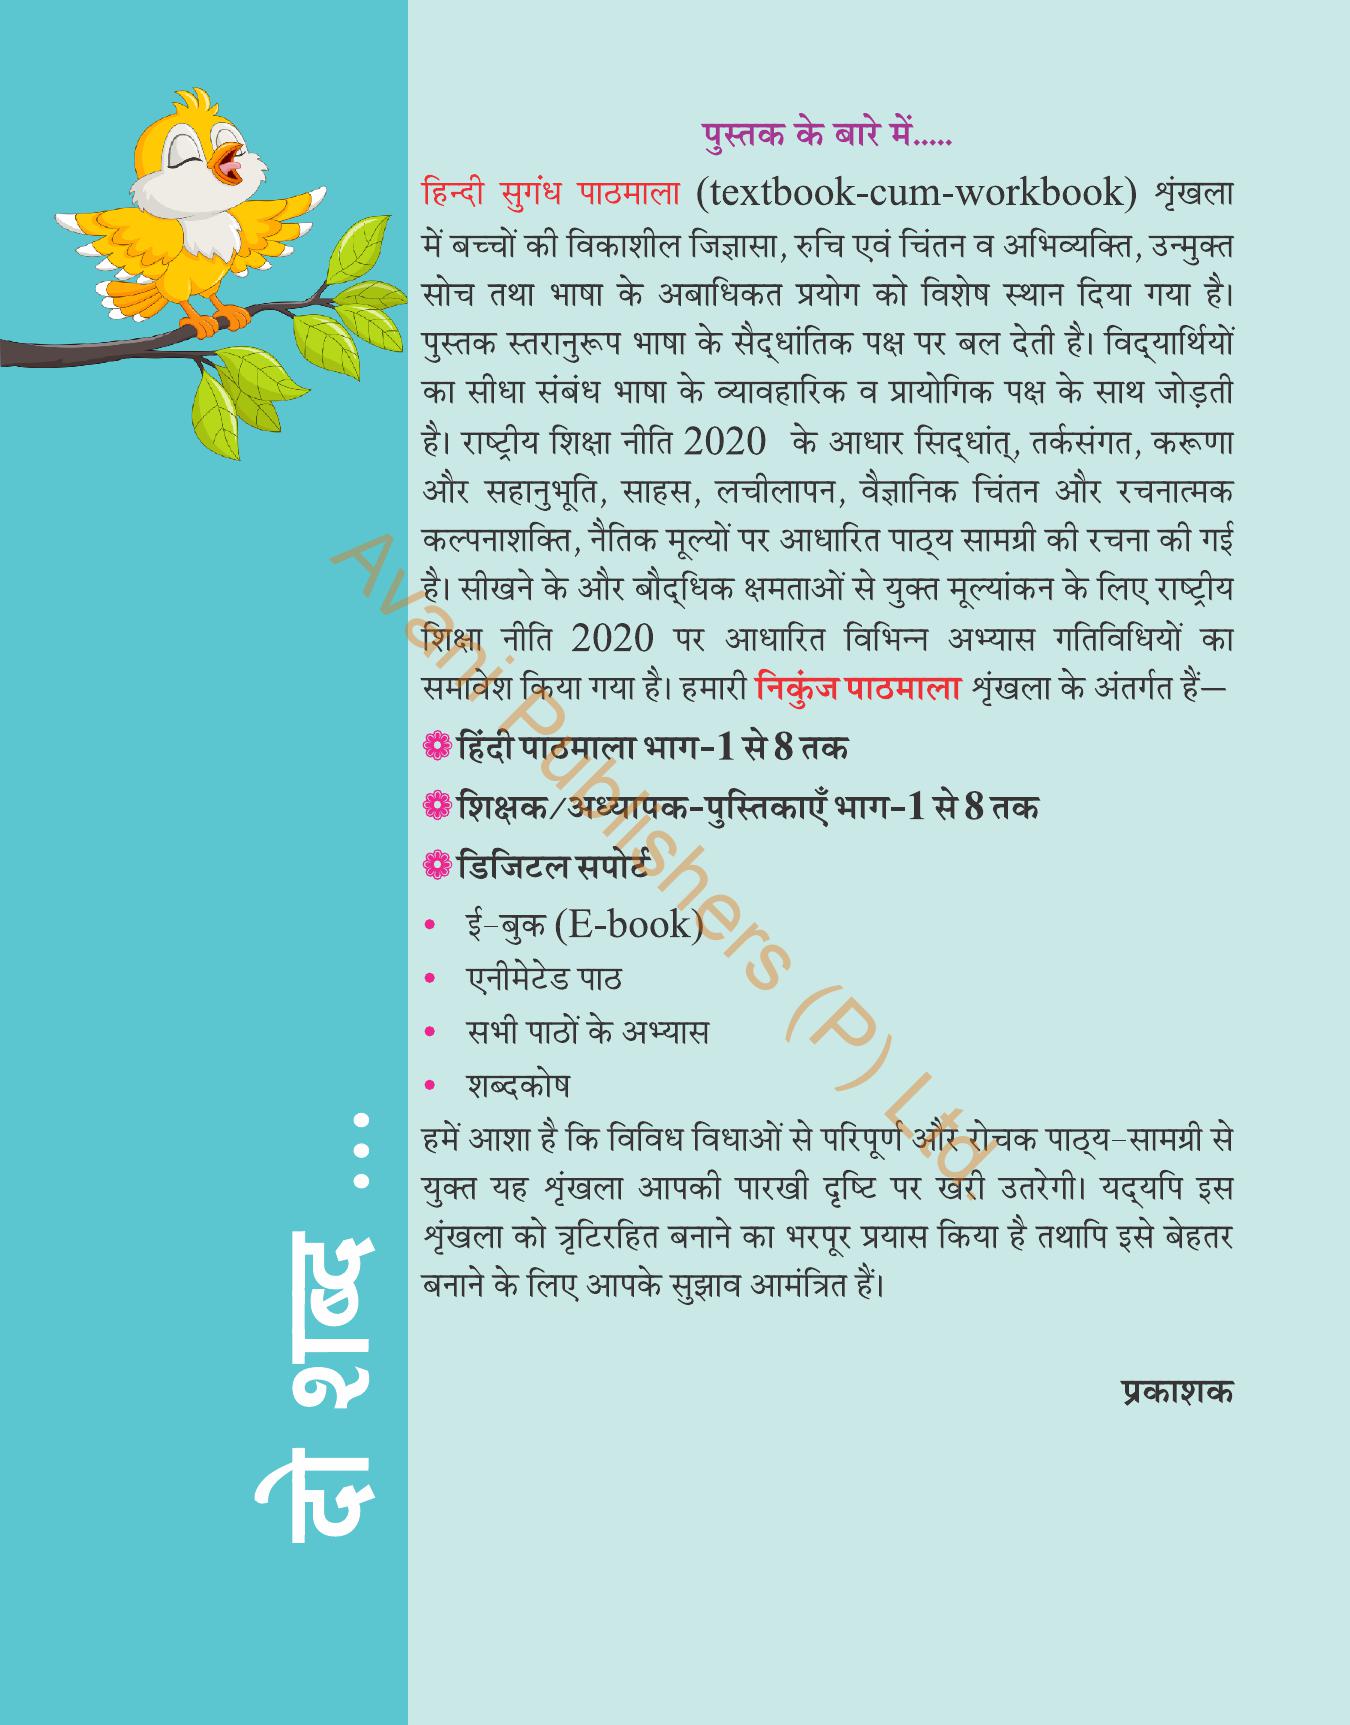 पुस्तक के बारे में.....
हिन्दी सुगंध पाठमाला (textbook-cum-workbook) शृंखला
में बच्चों की विकाशील जिज्ञासा, रुचि एवं चिंतन व अभिव्यक्ति, उन्मुक्त
सोच तथा भाषा के अबाधिकत प्रयोग को विशेष स्थान दिया गया है।
पुस्तक स्तरानुरूप भाषा के सैद्धांतिक पक्ष पर बल देती है। विद्यार्थियों
का सीधा संबंध भाषा के व्यावहारिक व प्रायोगिक पक्ष के साथ जोड़ती
है। राष्ट्रीय शिक्षा नीति 2020 के आधार सिद्धांत्, तर्कसंगत, करूणा
और सहानुभूति, साहस, लचीलापन, वैज्ञानिक चिंतन और रचनात्मक
कल्पनाशक्ति, नैतिक मूल्यों पर आधारित पाठ्य सामग्री की रचना की गई
है। सीखने के और बौद्धिक क्षमताओं से युक्त मूल्यांकन के लिए राष्ट्रीय
शिक्षा नीति 2020 पर आधारित विभिन्न अभ्यास गतिविधियों का
समावेश किया गया है। हमारी निकुंज पाठमाला शृंखला के अंतर्गत हैं—
हिंदी पाठमाला भाग-1 से 8 तक
शिक्षक/अध्यापक-पुस्तिकाएँ भाग-1 से 8 तक
डिजिटल सपोर्ट
• ई-बुक (E-book)
• एनीमेटेड पाठ
• सभी पाठों के अभ्यास
• शब्दकोष
हमें आशा है कि विविध विधाओं से परिपूर्ण और रोचक पाठ्य-सामग्री से
युक्त यह शृंखला आपकी पारखी दृष्टि पर खरी उतरेगी। यद्यपि इस
शृंखला को त्रृटिरहित बनाने का भरपूर प्रयास किया है तथापि इसे बेहतर
बनाने के लिए आपके सुझाव आमंत्रित हैं।
प्रकाशक
दो शब्द ...
Avani Publishers (P) Ltd.